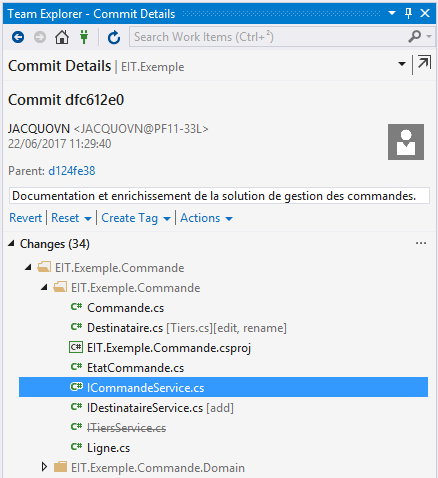 Team Explorer - Commit Details
Search Work Items (Ctrl+²)
Commit Details | EIT.Exemple
Commit dfc612e0
JACQUOVN <JACQUOVN@PF11-33L>
22/06/2017 11:29:40
Parent: d124fe38
Documentation et enrichissement de la solution de gestion des commandes.
Revert | Reset | Create Tag | Actions
Changes (34)
EIT.Exemple.Commande
EIT.Exemple.Commande
C# Commande.cs
C# Destinataire.cs [Tiers.cs][edit, rename]
C# EIT.Exemple.Commande.csproj
C# EtatCommande.cs
C# ICommandeService.cs
C# IDestinataireService.cs [add]
C# ITiersService.cs
C# Ligne.cs
EIT.Exemple.Commande.Domain